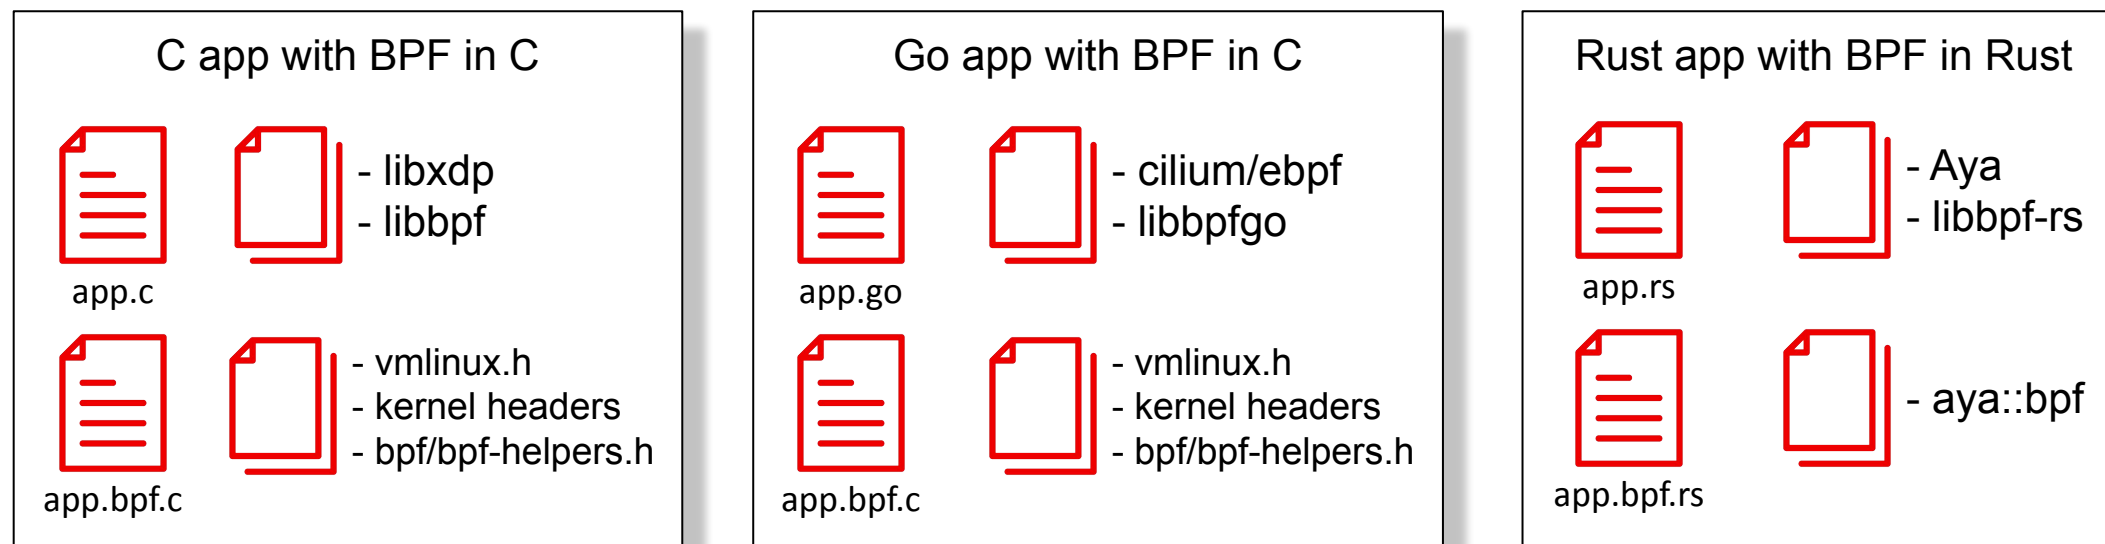 C app with BPF in C
- libxdp
- libbpf
app.c
- vmlinux.h
- kernel headers
- bpf/bpf-helpers.h
app.bpf.c
Go app with BPF in C
- cilium/ebpf
- libbpfgo
app.go
- vmlinux.h
- kernel headers
- bpf/bpf-helpers.h
app.bpf.c
Rust app with BPF in Rust
- Aya
- libbpf-rs
app.rs
- aya::bpf
app.bpf.rs